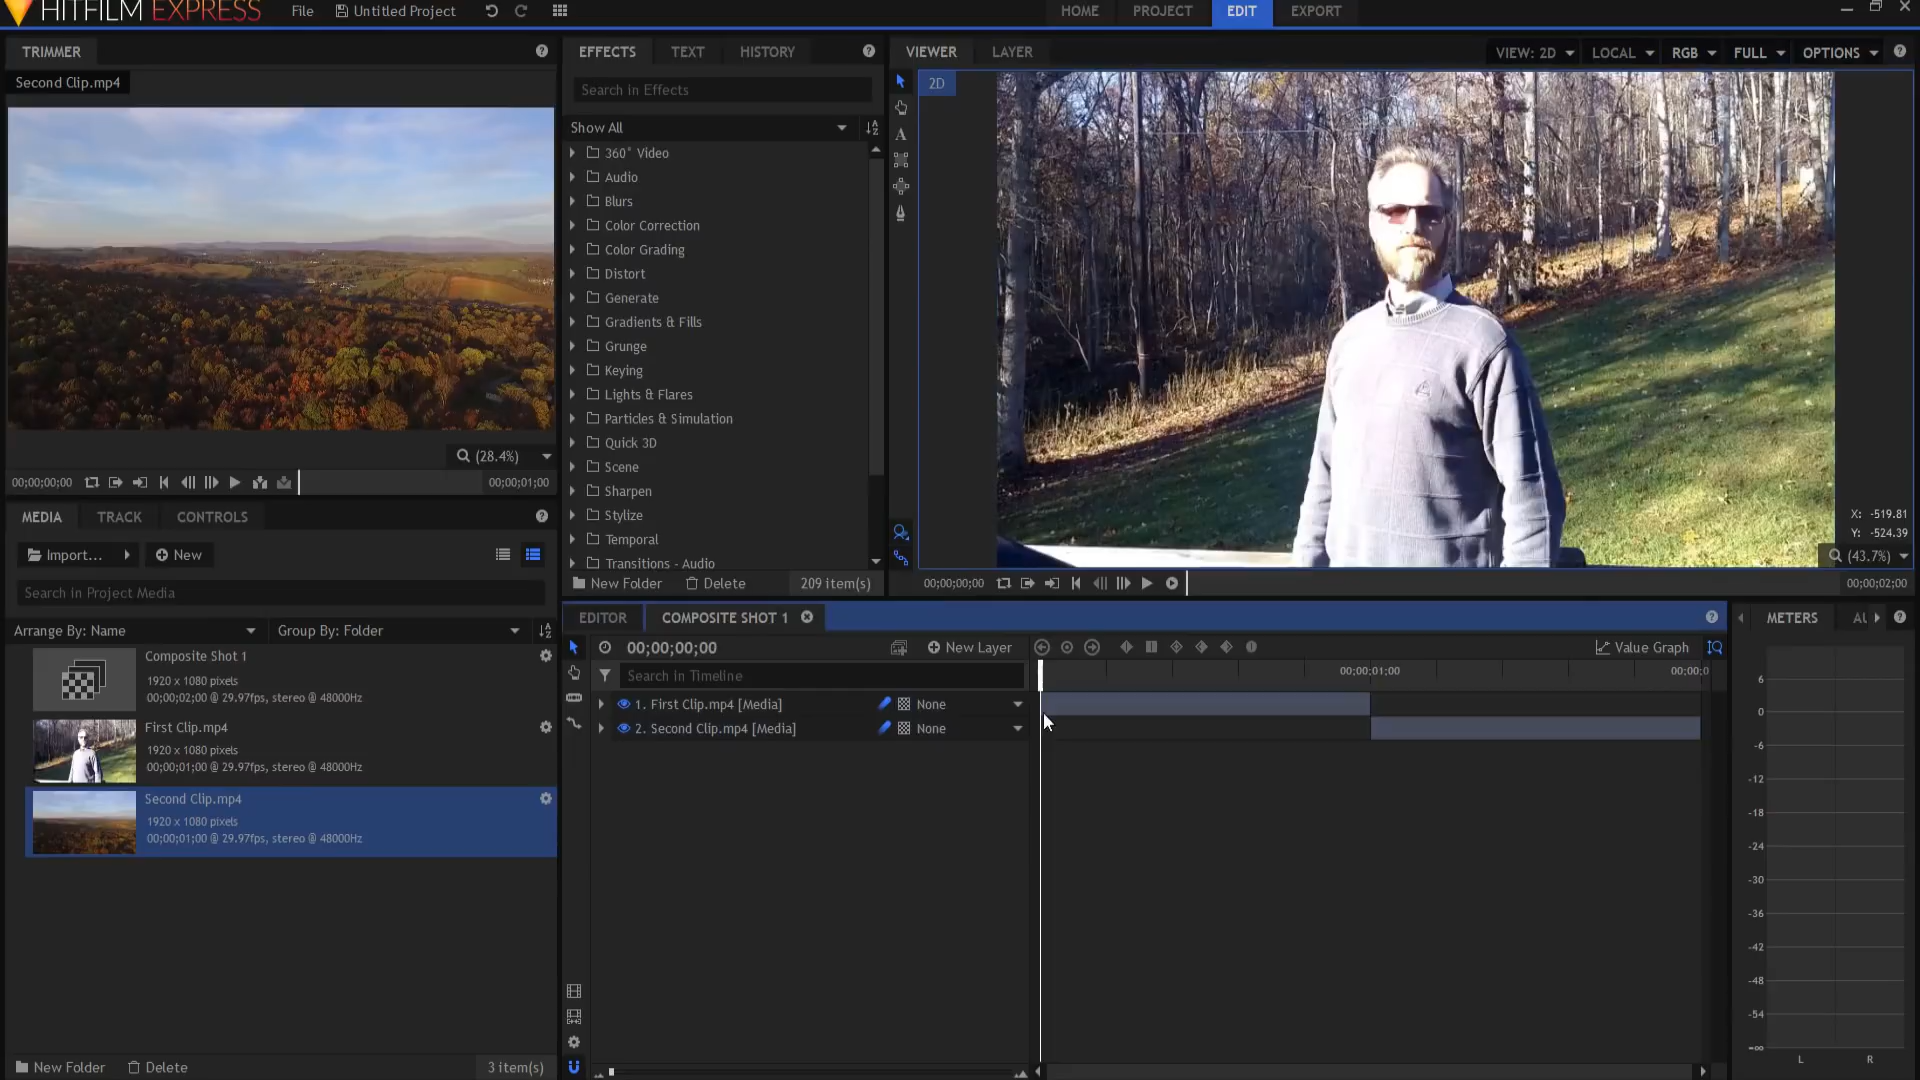 HITFILM EXPRESS
File
Untitled Project
HOME
PROJECT
EDIT
EXPORT
TRIMMER
Second Clip.mp4
(28.4%)
00;00;00;00
00;00;01;00
EFFECTS
TEXT
HISTORY
Search in Effects
Show All
360° Video
Audio
Blurs
Color Correction
Color Grading
Distort
Generate
Gradients & Fills
Grunge
Keying
Lights & Flares
Particles & Simulation
Quick 3D
Scene
Sharpen
Stylize
Temporal
Transitions - Audio
New Folder
Delete
209 item(s)
VIEWER
LAYER
VIEW: 2D
LOCAL
RGB
FULL
OPTIONS
2D
X: -519.81
Y: -524.39
(43.7%)
00;00;00;00
00;00;02;00
MEDIA
TRACK
CONTROLS
Import...
New
Search in Project Media
Arrange By: Name
Group By: Folder
Composite Shot 1
1920 x 1080 pixels
00;00;02;00 @ 29.97fps, stereo @ 48000Hz
First Clip.mp4
1920 x 1080 pixels
00;00;01;00 @ 29.97fps, stereo @ 48000Hz
Second Clip.mp4
1920 x 1080 pixels
00;00;01;00 @ 29.97fps, stereo @ 48000Hz
New Folder
Delete
3 item(s)
EDITOR
COMPOSITE SHOT 1
00;00;00;00
New Layer
Value Graph
Search in Timeline
00;00;01;00
00;00;0
1. First Clip.mp4 [Media]
None
2. Second Clip.mp4 [Media]
None
METERS
AU
6
0
-6
-12
-18
-24
-30
-36
-42
-48
-54
-∞
L
R